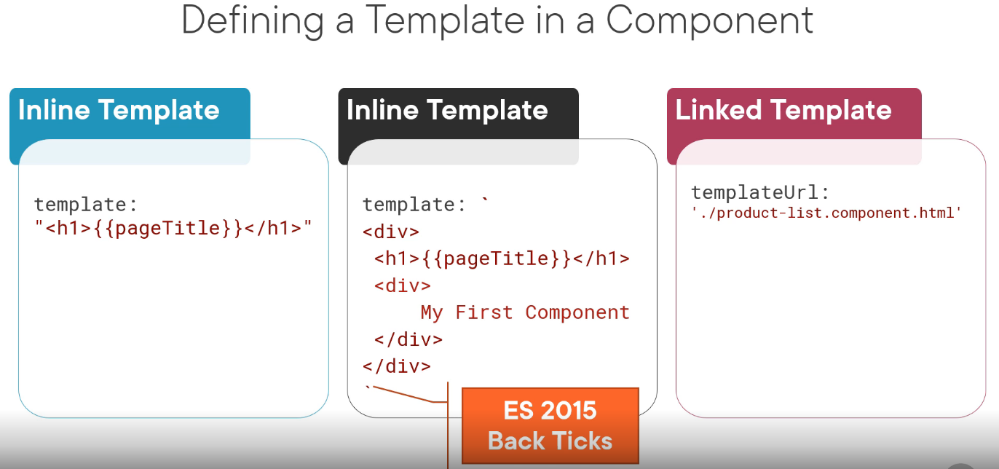 Defining a Template in a Component
Inline Template
template:
"<h1>{{pageTitle}}</h1>"
Inline Template
template: `
<div>
<h1>{{pageTitle}}</h1>
<div>
My First Component
</div>
</div>
`
ES 2015
Back Ticks
Linked Template
templateUrl:
'./product-list.component.html'